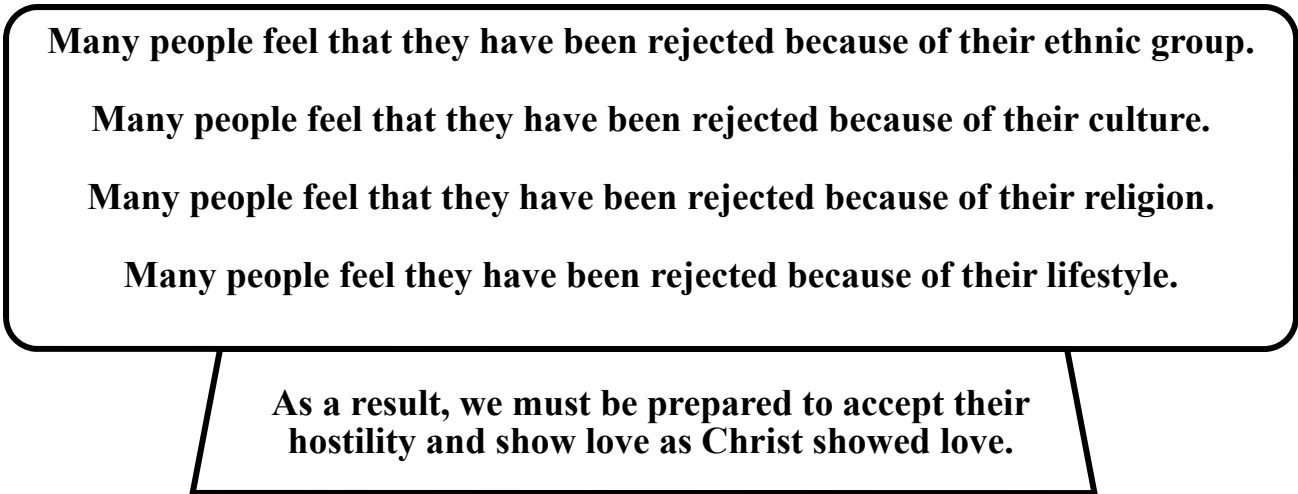 Many people feel that they have been rejected because of their ethnic group.
Many people feel that they have been rejected because of their culture.
Many people feel that they have been rejected because of their religion.
Many people feel they have been rejected because of their lifestyle.
As a result, we must be prepared to accept their
hostility and show love as Christ showed love.